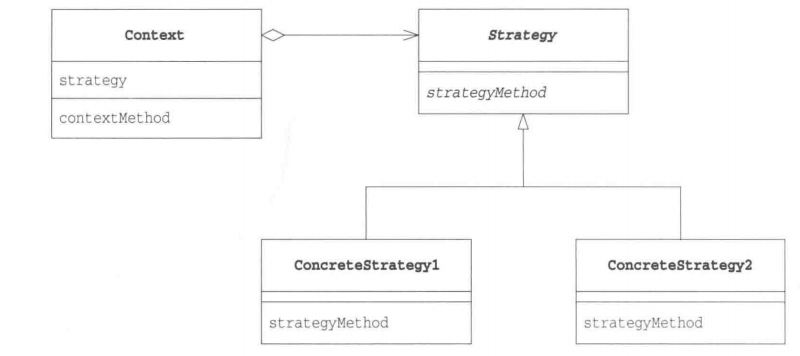 Context
Strategy
strategy
strategyMethod
contextMethod
ConcreteStrategy1
ConcreteStrategy2
strategyMethod
strategyMethod